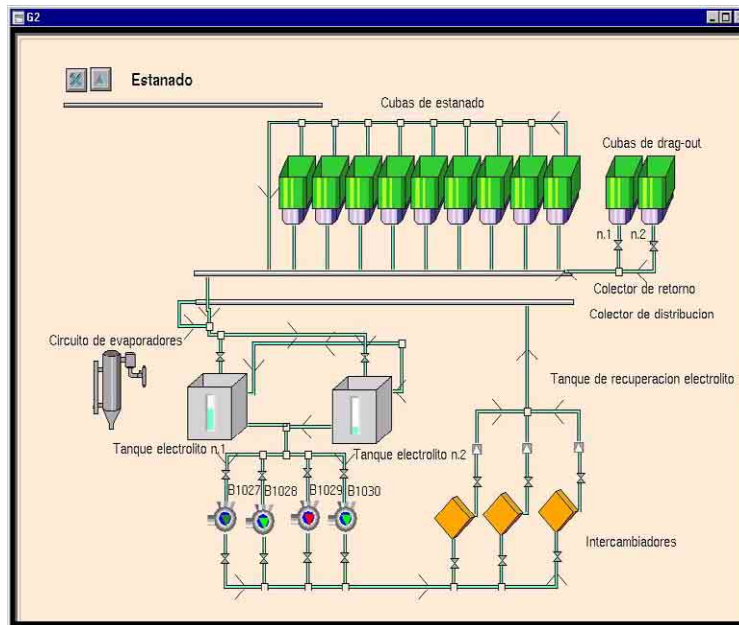 G2
Estanado
Cubas de estanado
Cubas de drag-out
n.1
n.2
Colector de retorno
Colector de distribucion
Circuito de evaporadores
Tanque de recuperacion electrolito
Tanque electrolito n.1
Tanque electrolito n.2
B1027
B1028
B1029
B1030
Intercambiadores